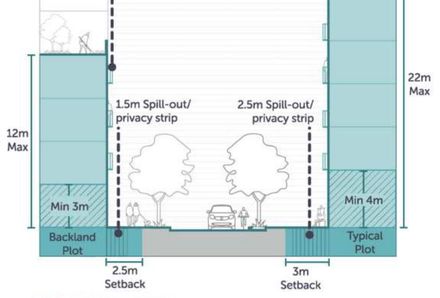 1.5m Spill-out/
privacy strip
2.5m Spill-out/
privacy strip
22m
Max
12m
Max
Min 3m
Min 4m
Backland
Plot
Typical
Plot
2.5m
Setback
3m
Setback